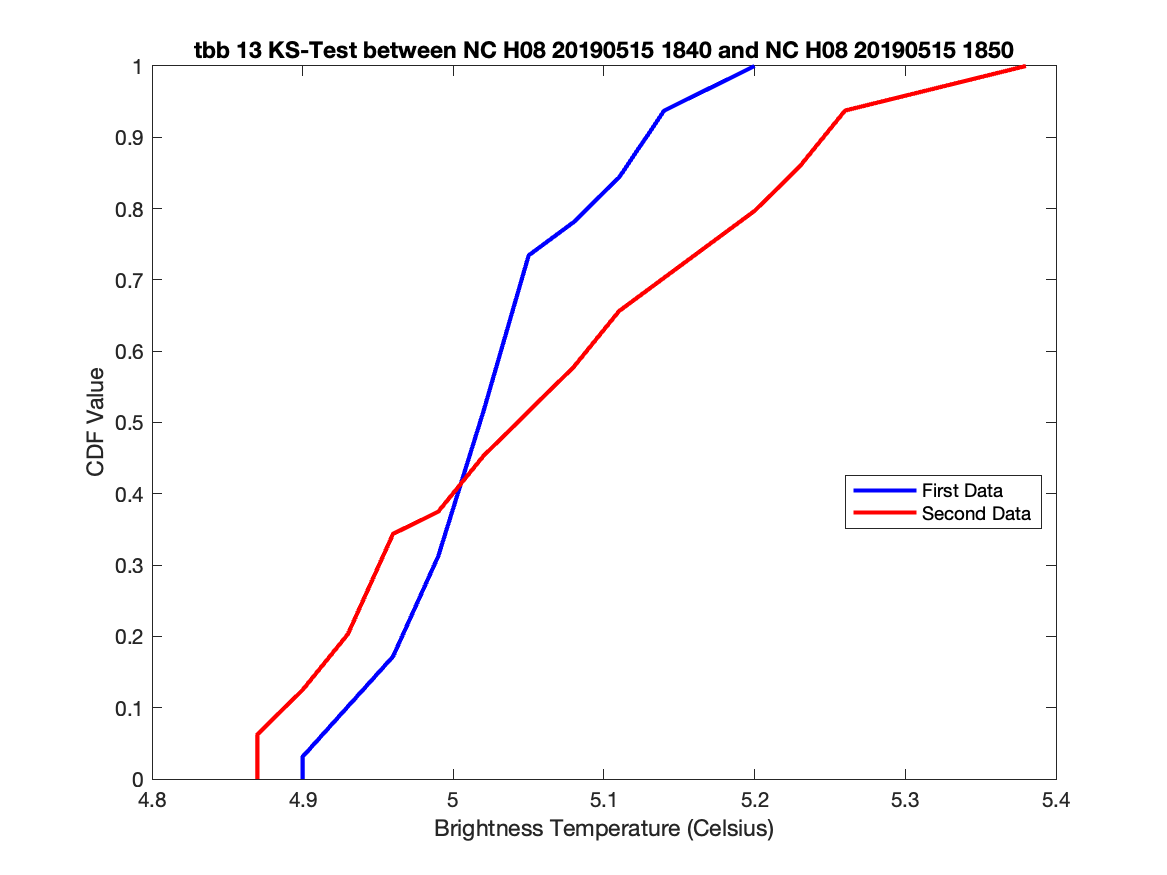 tbb 13 KS-Test between NC H08 20190515 1840 and NC H08 20190515 1850
1
0.9
0.8
0.7
0.6
0.5
0.4
0.3
0.2
0.1
0
CDF Value
First Data
Second Data
4.8 4.9 5 5.1 5.2 5.3 5.4
Brightness Temperature (Celsius)